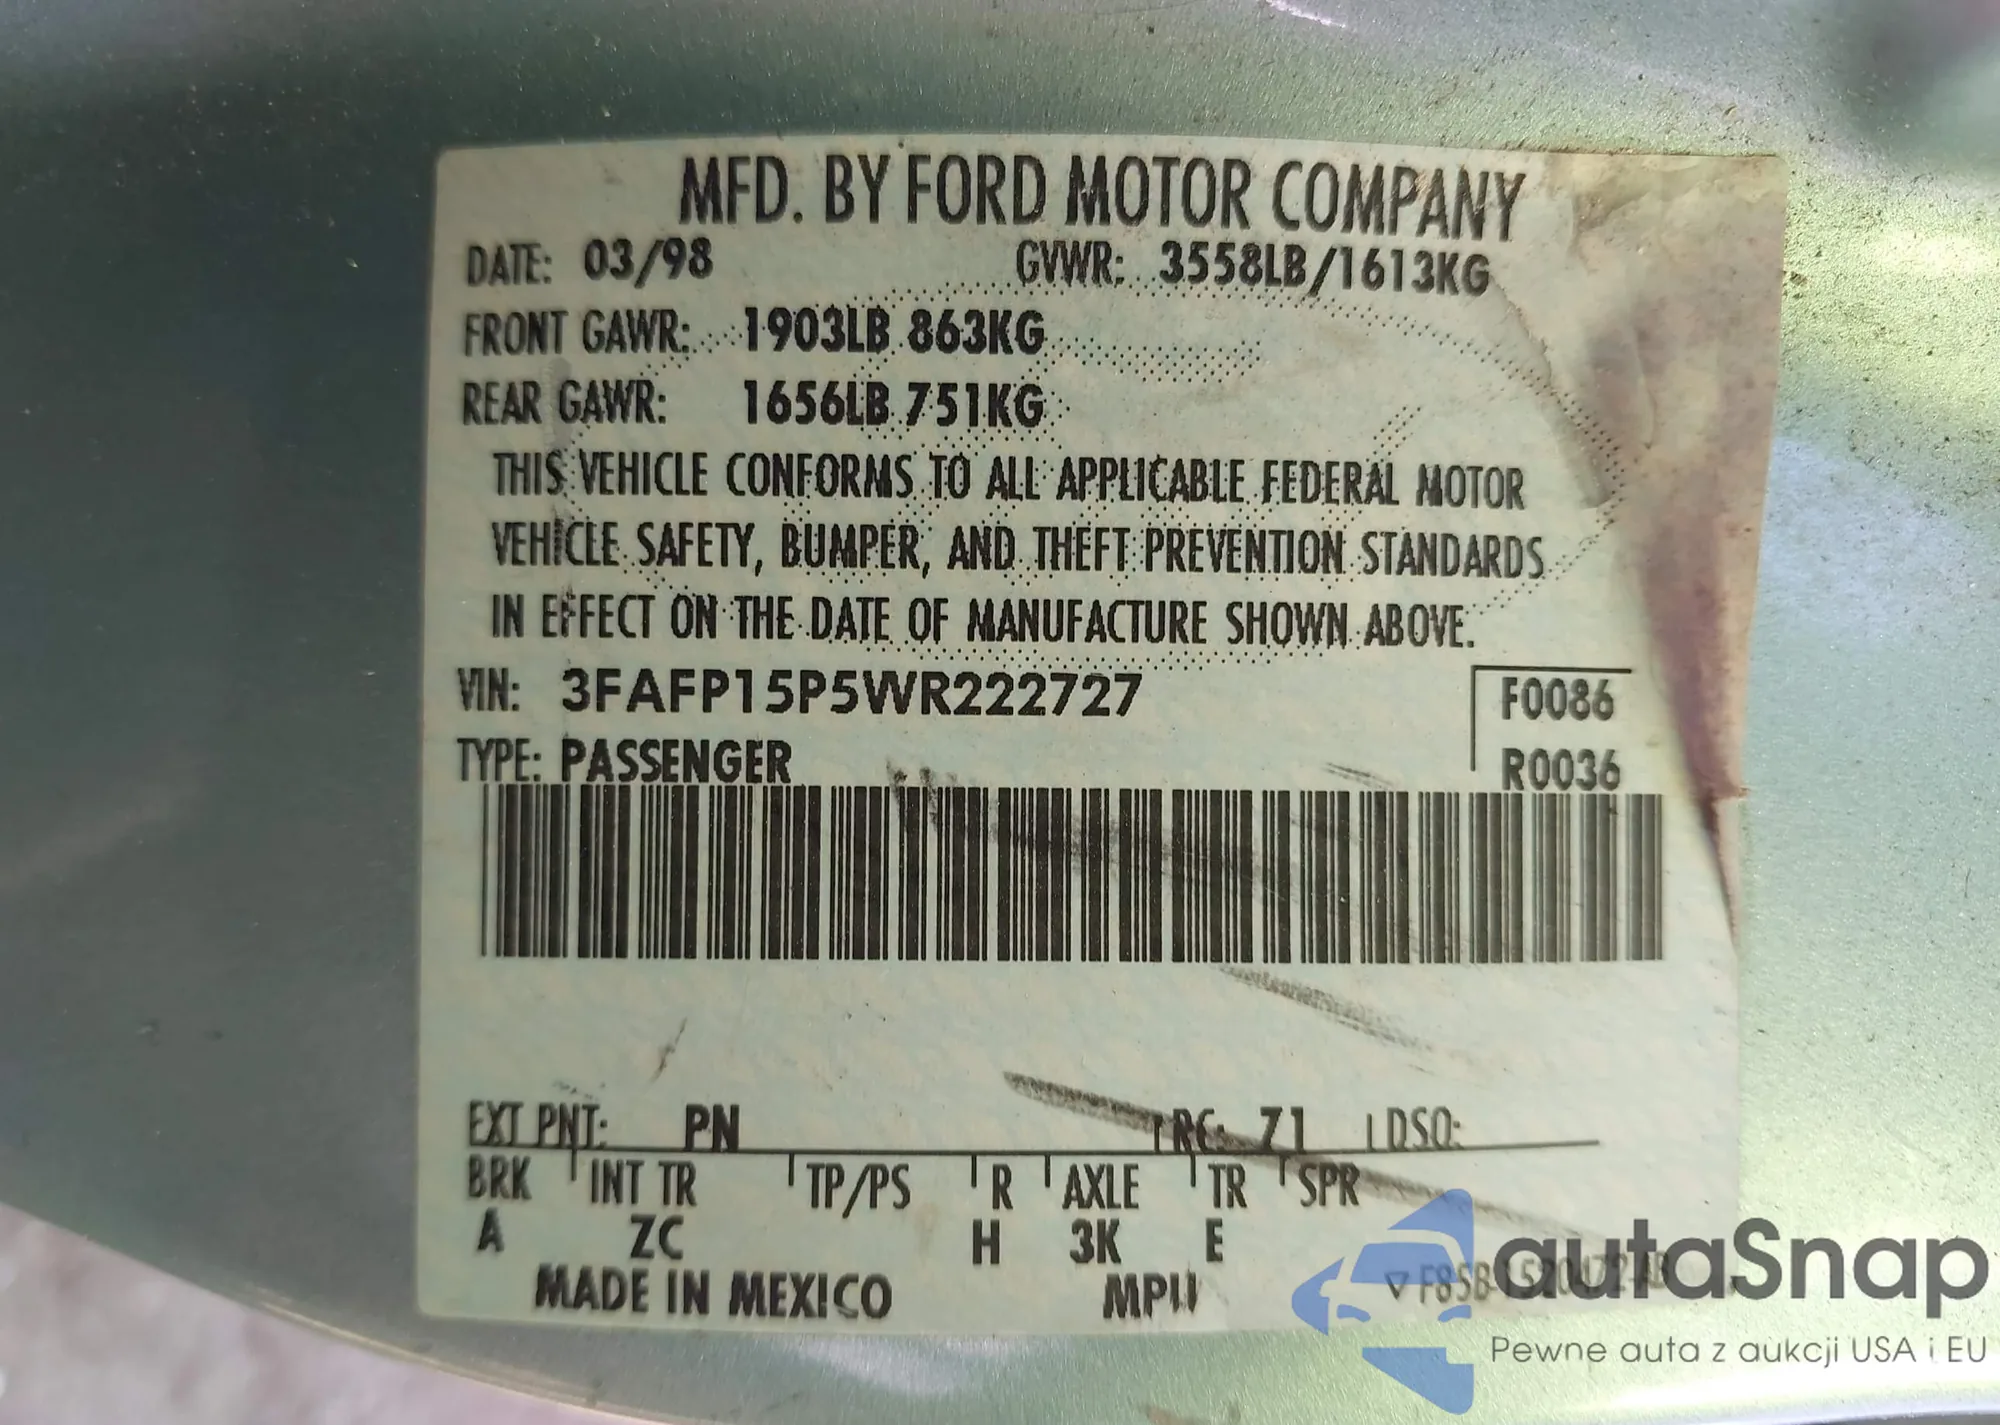 MFD. BY FORD MOTOR COMPANY
DATE: 03/98 GVWR: 3558LB/1613KG
FRONT GAWR: 1903LB 863KG
REAR GAWR: 1656LB 751KG
THIS VEHICLE CONFORMS TO ALL APPLICABLE FEDERAL MOTOR
VEHICLE SAFETY, BUMPER, AND THEFT PREVENTION STANDARDS
IN EFFECT ON THE DATE OF MANUFACTURE SHOWN ABOVE.
VIN: 3FAFP15P5WR222727 F0086
TYPE: PASSENGER R0036
EXT PNT: PN RC: 71 DSO:
BRK INT TR TP/PS R AXLE TR SPR
A ZC H 3K E
MADE IN MEXICO
autaSnap
Pewne auta z aukcji USA i EU